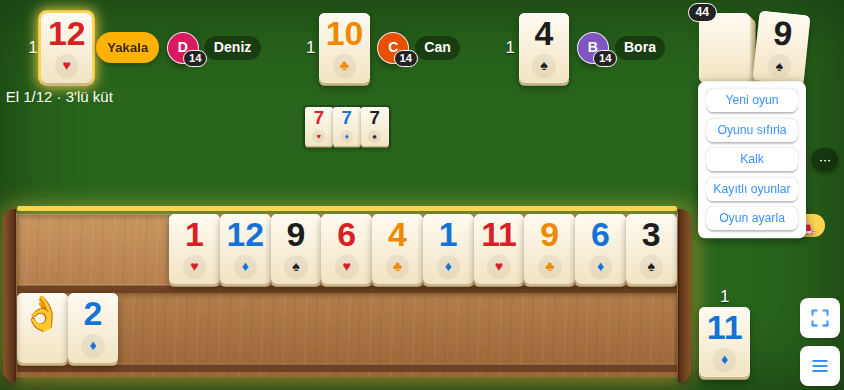 1 12 Yakala D 14 Deniz 1 10 C 14 Can 1 4 B 14 Bora 44 9
El 1/12 · 3'lü küt
7 7 7
Yeni oyun
Oyunu sıfırla
Kalk
Kayıtlı oyunlar
Oyun ayarla
1 12 9 6 4 1 11 9 6 3
2
1
11